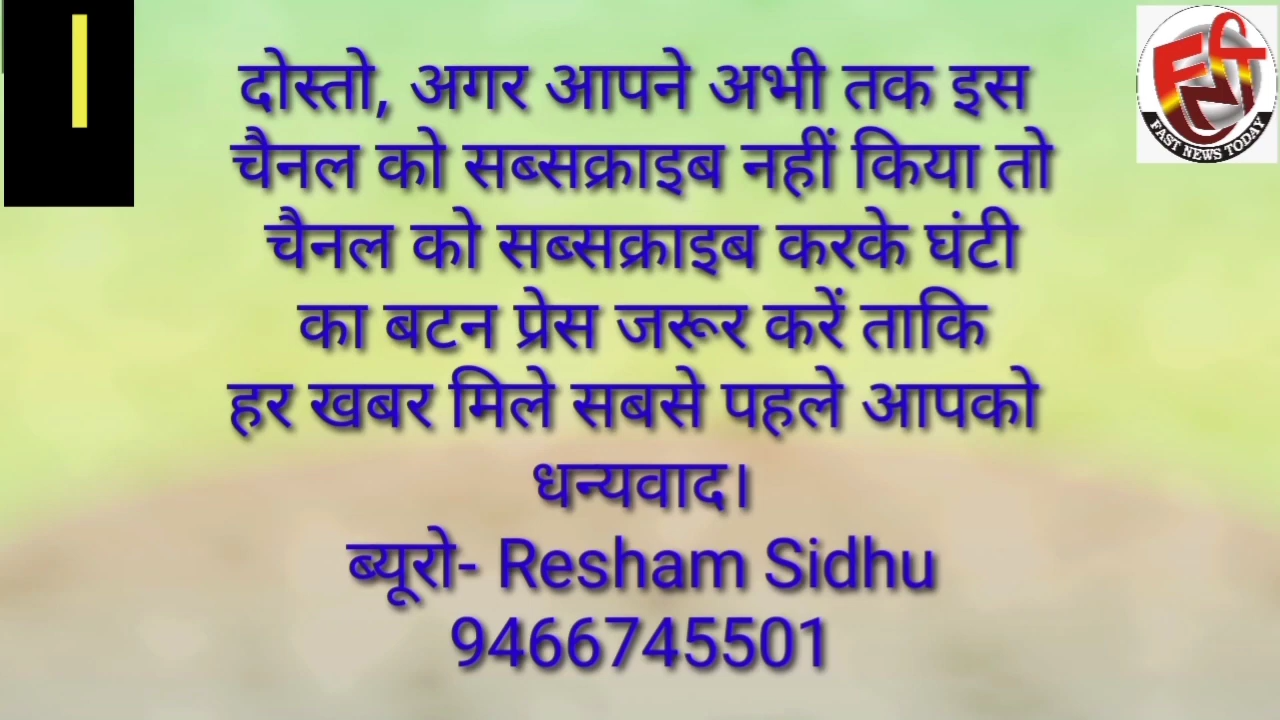 दोस्तो, अगर आपने अभी तक इस
चैनल को सब्सक्राइब नहीं किया तो
चैनल को सब्सक्राइब करके घंटी
का बटन प्रेस जरूर करें ताकि
हर खबर मिले सबसे पहले आपको
धन्यवाद।
ब्यूरो- Resham Sidhu
9466745501
FNT
FAST NEWS TODAY